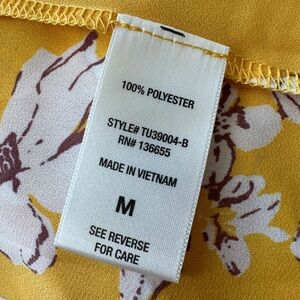 100% POLYESTER
STYLE# TU39004-B
RN# 136655
MADE IN VIETNAM
M
SEE REVERSE
FOR CARE